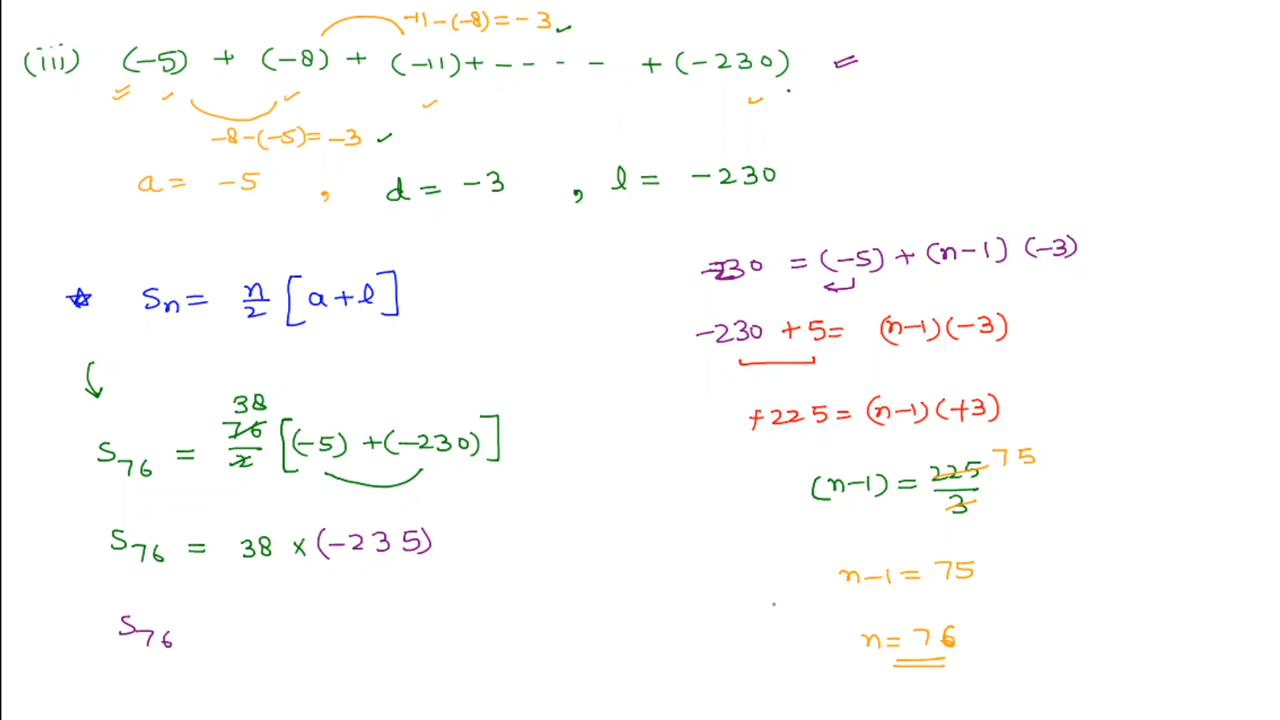 -11-(-8)=-3 ✓
(iii) (-5) + (-8) + (-11)+ ---- + (-230) =
-8-(-5)=-3 ✓
a = -5 , d = -3 , l = -230
-230 = (-5) + (n-1) (-3)
☆ Sn = n/2 [a+l]
-230 +5 = (n-1)(-3)
38
+225 = (n-1)(+3)
S76 = 76/2 [(-5) +(-230)]
(n-1) = 225/3 75
S76 = 38 × (-235)
n-1 = 75
S76
n = 76